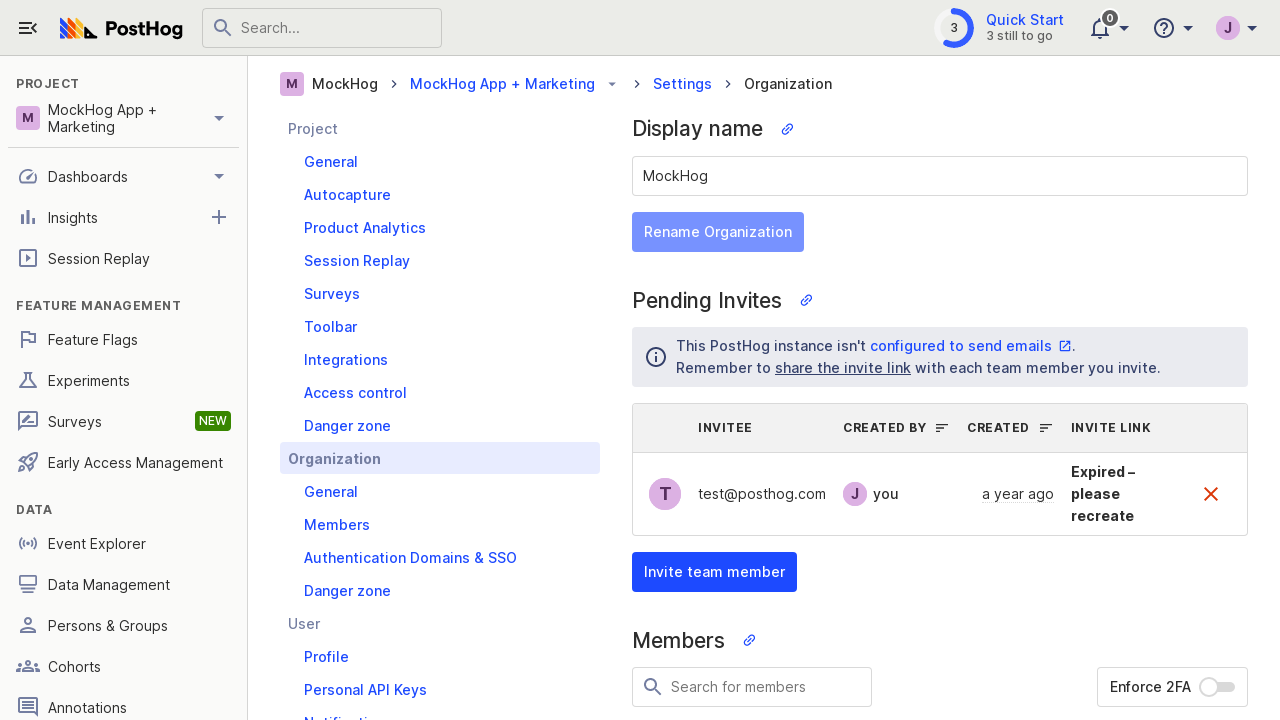 PostHog
Search...
3
Quick Start
3 still to go
0
J
PROJECT
M
MockHog App +
Marketing
Dashboards
Insights
Session Replay
FEATURE MANAGEMENT
Feature Flags
Experiments
Surveys
NEW
Early Access Management
DATA
Event Explorer
Data Management
Persons & Groups
Cohorts
Annotations
M
MockHog
MockHog App + Marketing
Settings
Organization
Project
General
Autocapture
Product Analytics
Session Replay
Surveys
Toolbar
Integrations
Access control
Danger zone
Organization
General
Members
Authentication Domains & SSO
Danger zone
User
Profile
Personal API Keys
Display name
MockHog
Rename Organization
Pending Invites
This PostHog instance isn't configured to send emails.
Remember to share the invite link with each team member you invite.
INVITEE
CREATED BY
CREATED
INVITE LINK
T
test@posthog.com
J
you
a year ago
Expired –
please
recreate
Invite team member
Members
Search for members
Enforce 2FA